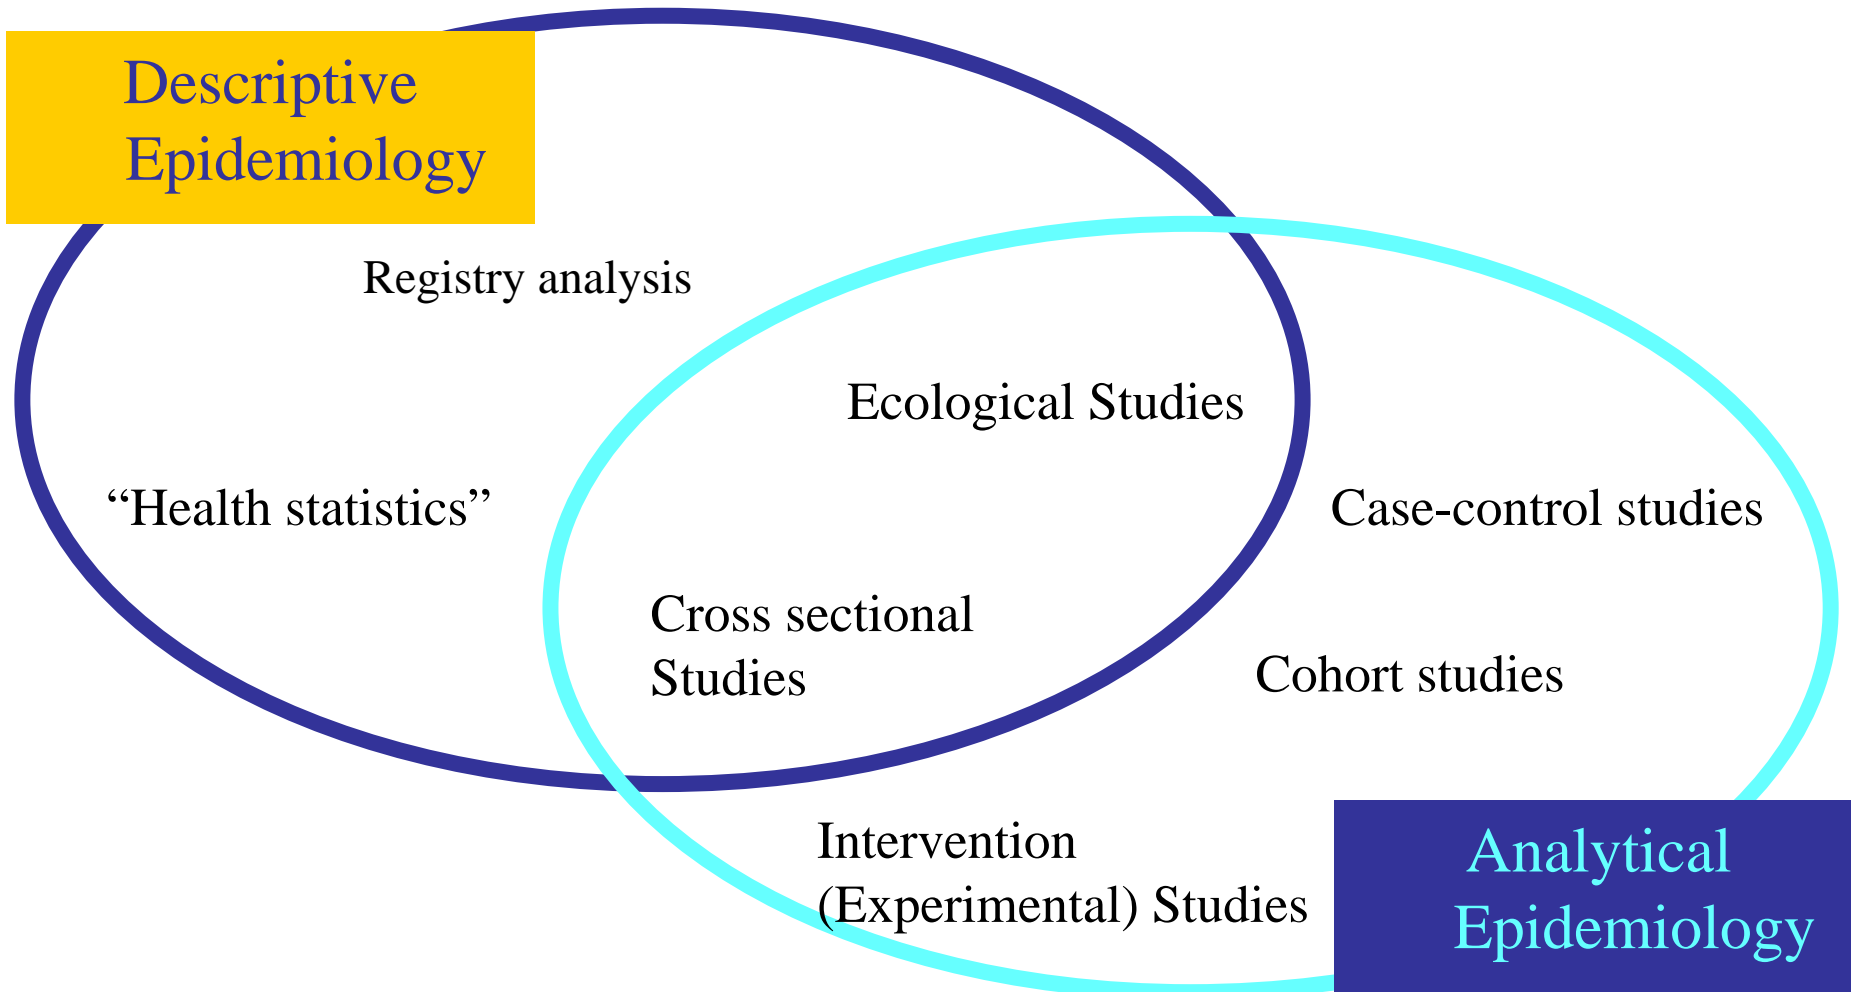 Descriptive
Epidemiology
Registry analysis
Ecological Studies
“Health statistics”
Case-control studies
Cross sectional
Studies
Cohort studies
Intervention
(Experimental) Studies
Analytical
Epidemiology